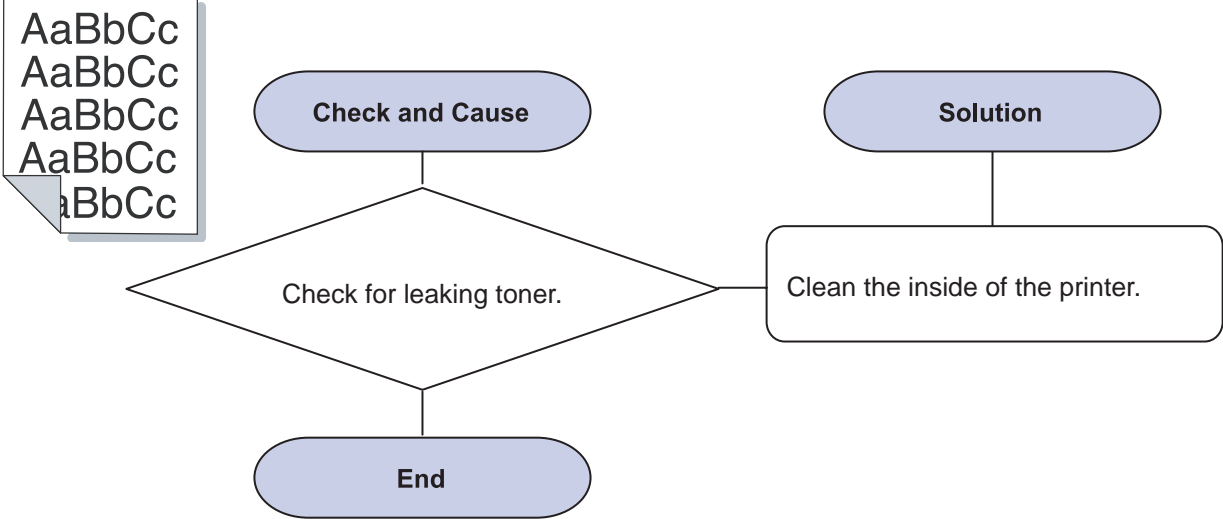 AaBbCc
AaBbCc
AaBbCc
AaBbCc
aBbCc
Check and Cause
Solution
Check for leaking toner.
Clean the inside of the printer.
End